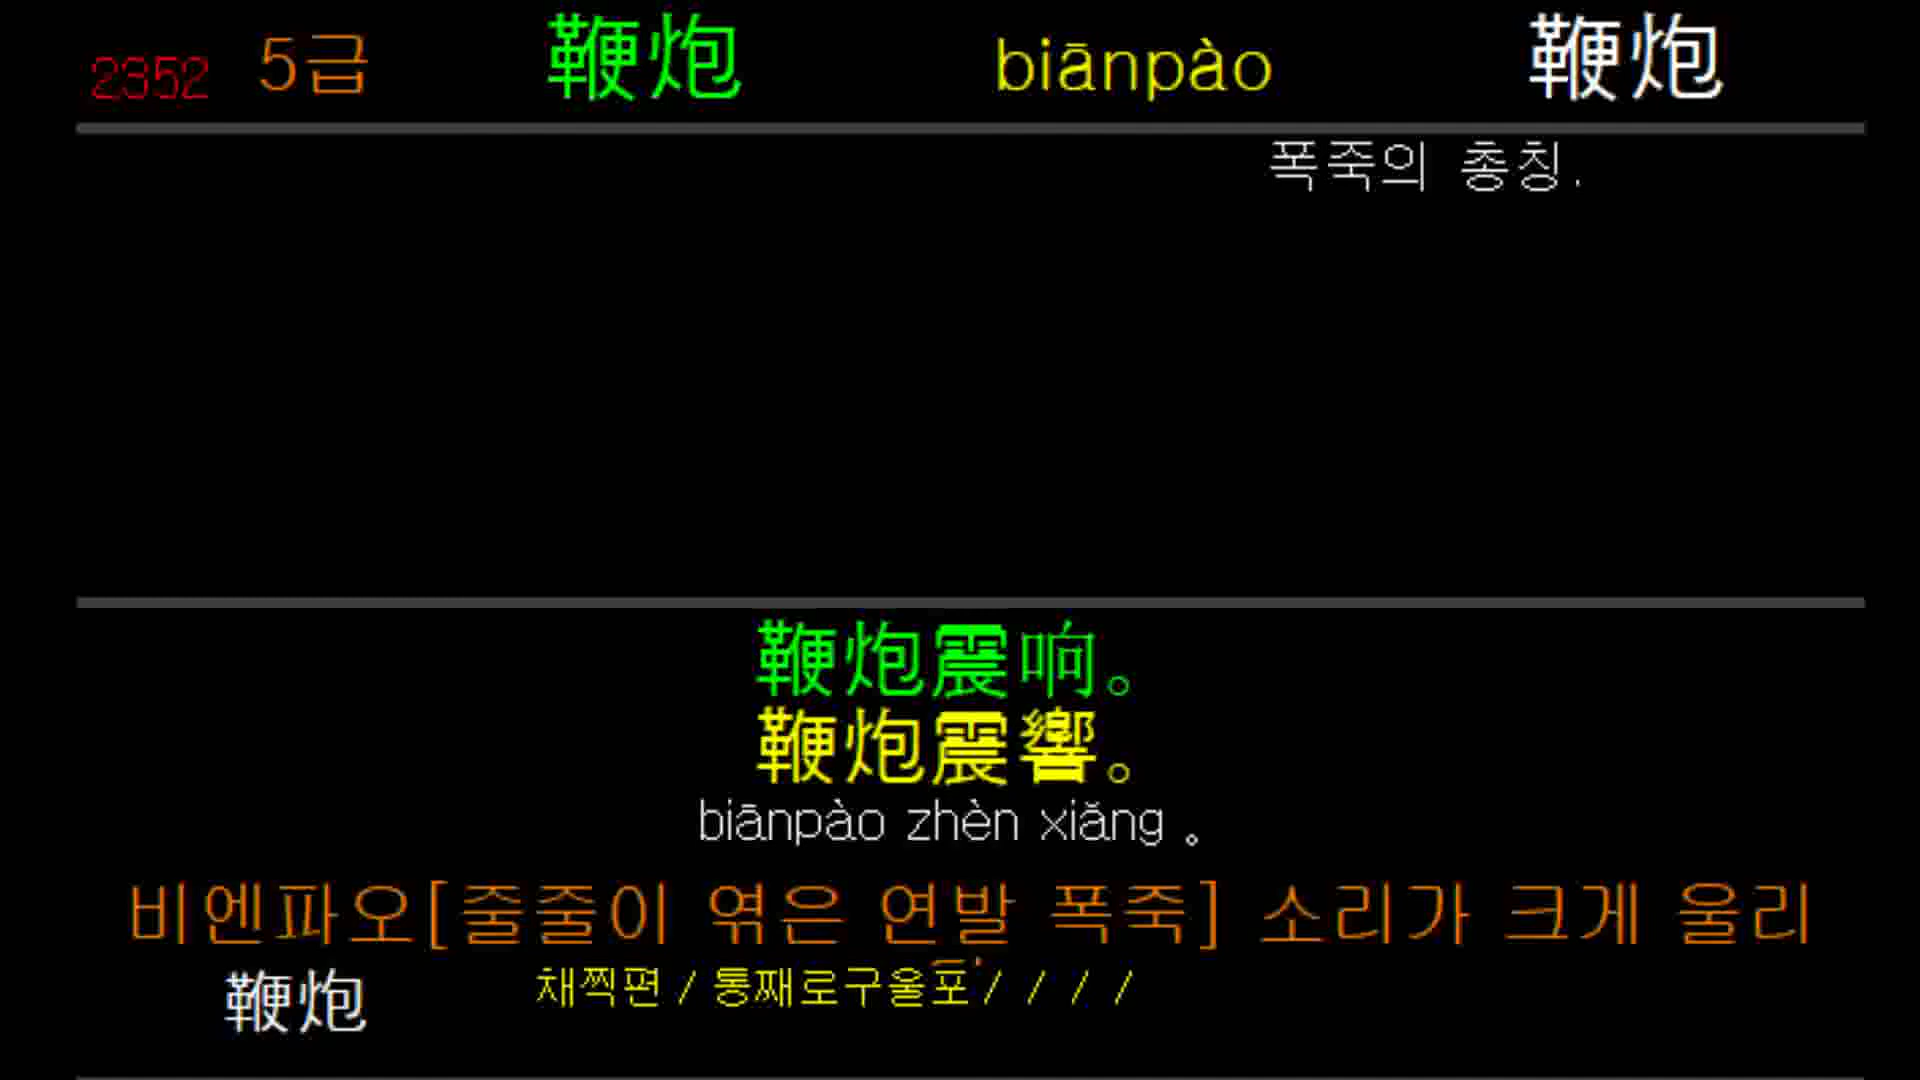 2352 5급 鞭炮 biānpào 鞭炮
폭죽의 총칭.
鞭炮震响。
鞭炮震響。
biānpào zhèn xiǎng 。
비엔파오[줄줄이 엮은 연발 폭죽] 소리가 크게 울리
鞭炮 채찍편 / 통째로구울포 / / / /